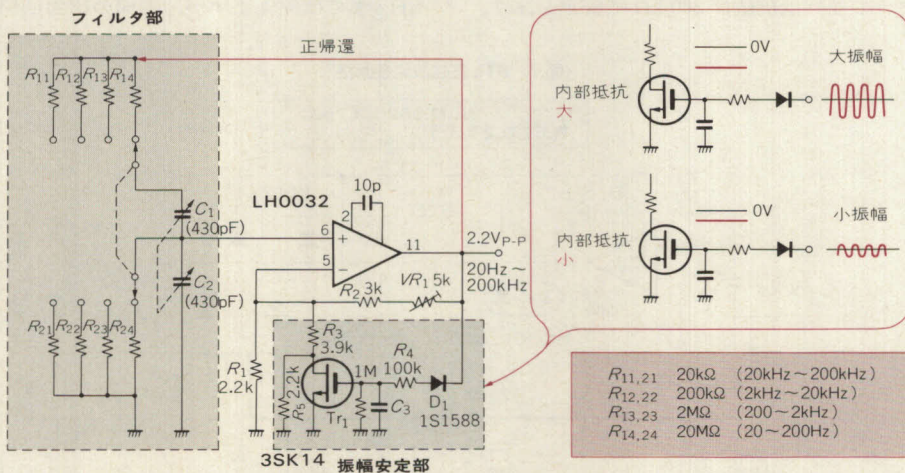 フィルタ部
正帰還
R11 R12 R13 R14
C1
(430pF)
C2
(430pF)
R21 R22 R23 R24
LH0032
10p
2
6
+
5
−
11
2.2VP-P
20Hz～
200kHz
R2 3k
VR1 5k
R1
2.2k
R3
3.9k
2.2k
R5
Tr1
1M
R4
100k
C3
D1
1S1588
3SK14
振幅安定部
内部抵抗
大
0V
大振幅
内部抵抗
小
0V
小振幅
R11,21 20kΩ (20kHz～200kHz)
R12,22 200kΩ (2kHz～20kHz)
R13,23 2MΩ (200～2kHz)
R14,24 20MΩ (20～200Hz)